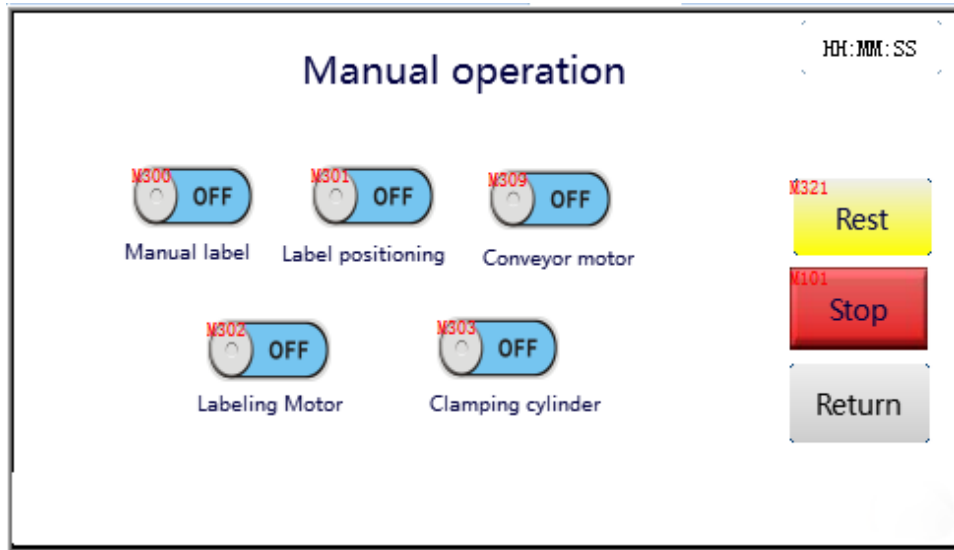 HH:MM:SS
Manual operation
M300 OFF
M301 OFF
M309 OFF
Manual label
Label positioning
Conveyor motor
M302 OFF
M303 OFF
Labeling Motor
Clamping cylinder
M321
Rest
M101
Stop
Return